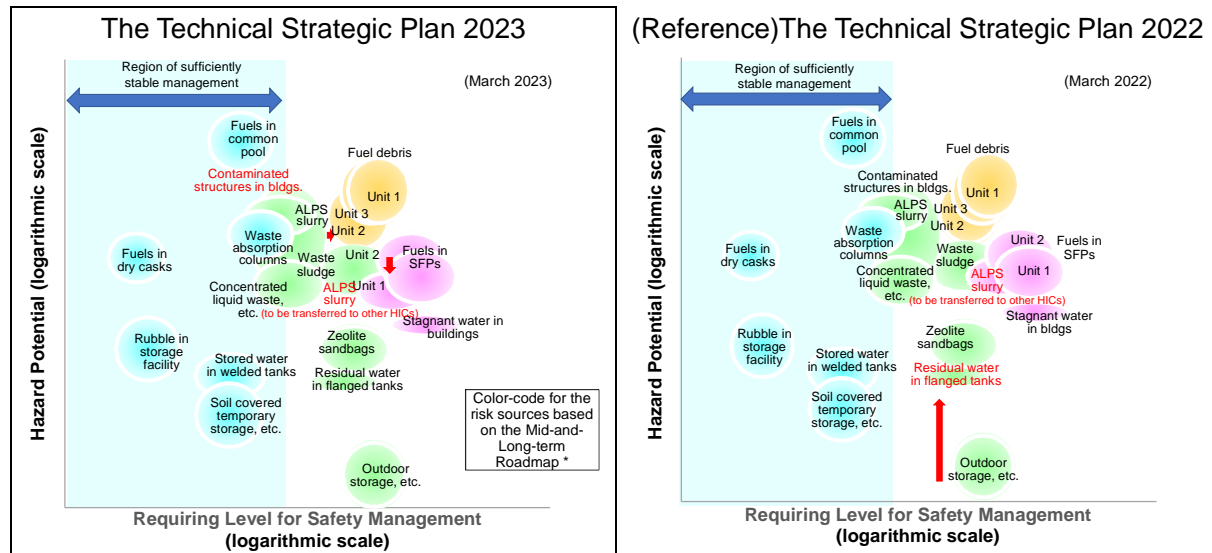 The Technical Strategic Plan 2023
Region of sufficiently
stable management
(March 2023)
Hazard Potential (logarithmic scale)
Fuels in
common
pool
Fuel debris
Contaminated
structures in bldgs.
Unit 1
ALPS
slurry
Unit 3
Unit 2
Waste
absorption
columns
Fuels in
dry casks
Waste
sludge
Unit 2
Fuels in
SFPs
Concentrated
liquid waste,
etc.
ALPS
slurry
Unit 1
(to be transferred to other HICs)
Stagnant water in
buildings
Rubble in
storage
facility
Zeolite
sandbags
Stored water
in welded tanks
Residual water
in flanged tanks
Soil covered
temporary
storage, etc.
Color-code for the
risk sources based
on the Mid-and-
Long-term
Roadmap *
Outdoor
storage, etc.
Requiring Level for Safety Management
(logarithmic scale)
(Reference)The Technical Strategic Plan 2022
Region of sufficiently
stable management
(March 2022)
Hazard Potential (logarithmic scale)
Fuels in
common
pool
Fuel debris
Contaminated
structures in bldgs.
Unit 1
ALPS
slurry
Unit 3
Unit 2
Waste
absorption
columns
Fuels in
dry casks
Waste
sludge
Unit 2
Fuels in
SFPs
Unit 1
Concentrated
liquid waste,
etc.
ALPS
slurry
(to be transferred to other HICs)
Stagnant water
in bldgs
Rubble in
storage
facility
Zeolite
sandbags
Stored water
in welded tanks
Residual water
in flanged tanks
Soil covered
temporary
storage, etc.
Outdoor
storage, etc.
Requiring Level for Safety Management
(logarithmic scale)